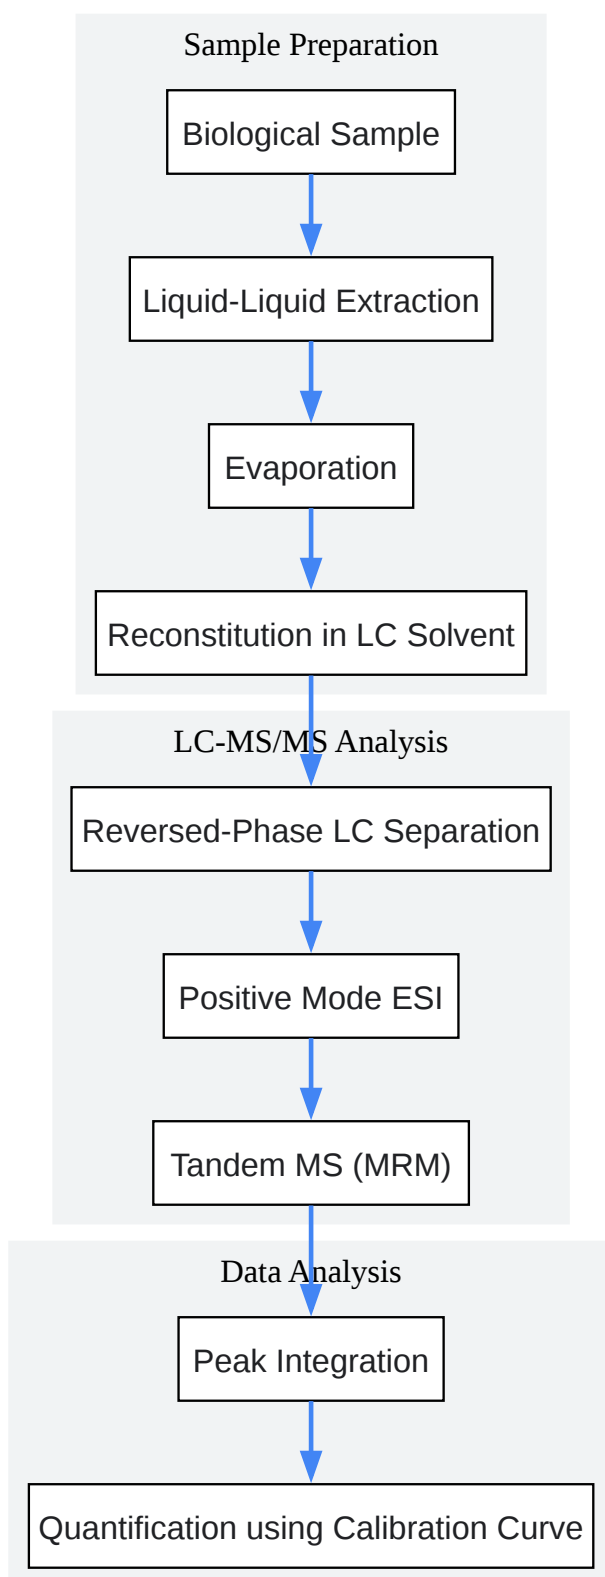 Sample Preparation
Biological Sample
Liquid-Liquid Extraction
Evaporation
Reconstitution in LC Solvent
LC-MS/MS Analysis
Reversed-Phase LC Separation
Positive Mode ESI
Tandem MS (MRM)
Data Analysis
Peak Integration
Quantification using Calibration Curve